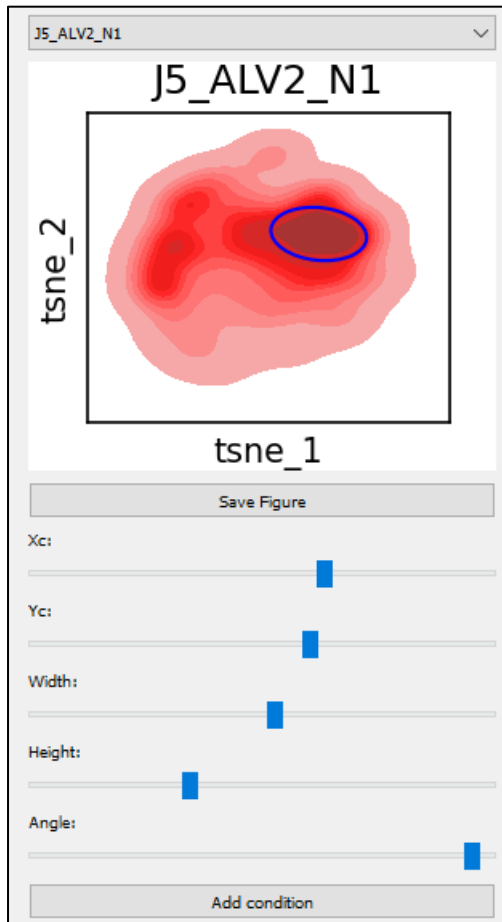 J5_ALV2_N1
J5_ALV2_N1
tsne_2
tsne_1
Save Figure
Xc:
Yc:
Width:
Height:
Angle:
Add condition